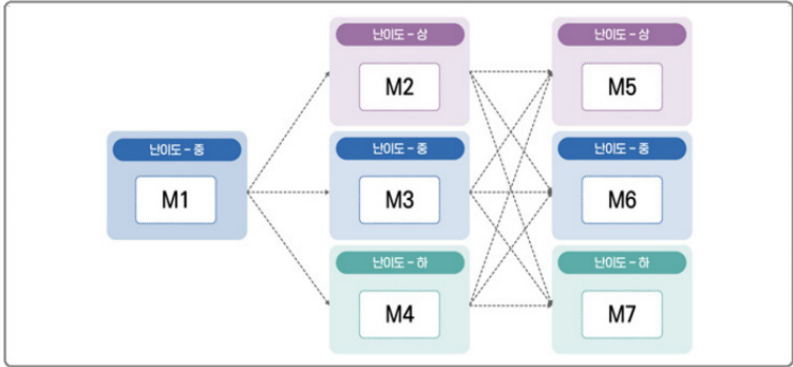 난이도 - 중
M1
난이도 - 상
M2
난이도 - 중
M3
난이도 - 하
M4
난이도 - 상
M5
난이도 - 중
M6
난이도 - 하
M7